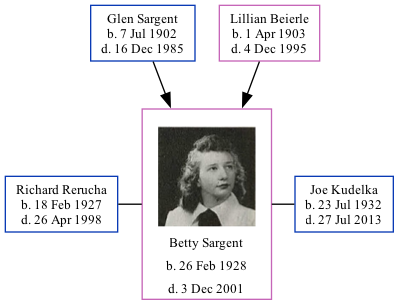 Glen Sargent
b. 7 Jul 1902
d. 16 Dec 1985
Lillian Beierle
b. 1 Apr 1903
d. 4 Dec 1995
Richard Rerucha
b. 18 Feb 1927
d. 26 Apr 1998
Betty Sargent
b. 26 Feb 1928
d. 3 Dec 2001
Joe Kudelka
b. 23 Jul 1932
d. 27 Jul 2013